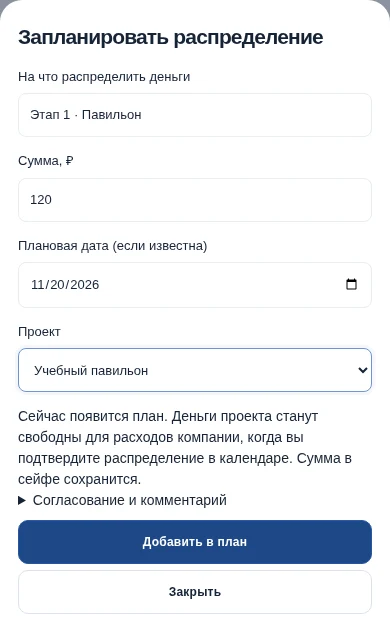 Запланировать распределение
На что распределить деньги
Этап 1 · Павильон
Сумма, ₽
120
Плановая дата (если известна)
11/20/2026
Проект
Учебный павильон
Сейчас появится план. Деньги проекта станут
свободны для расходов компании, когда вы
подтвердите распределение в календаре. Сумма в
сейфе сохранится.
Согласование и комментарий
Добавить в план
Закрыть